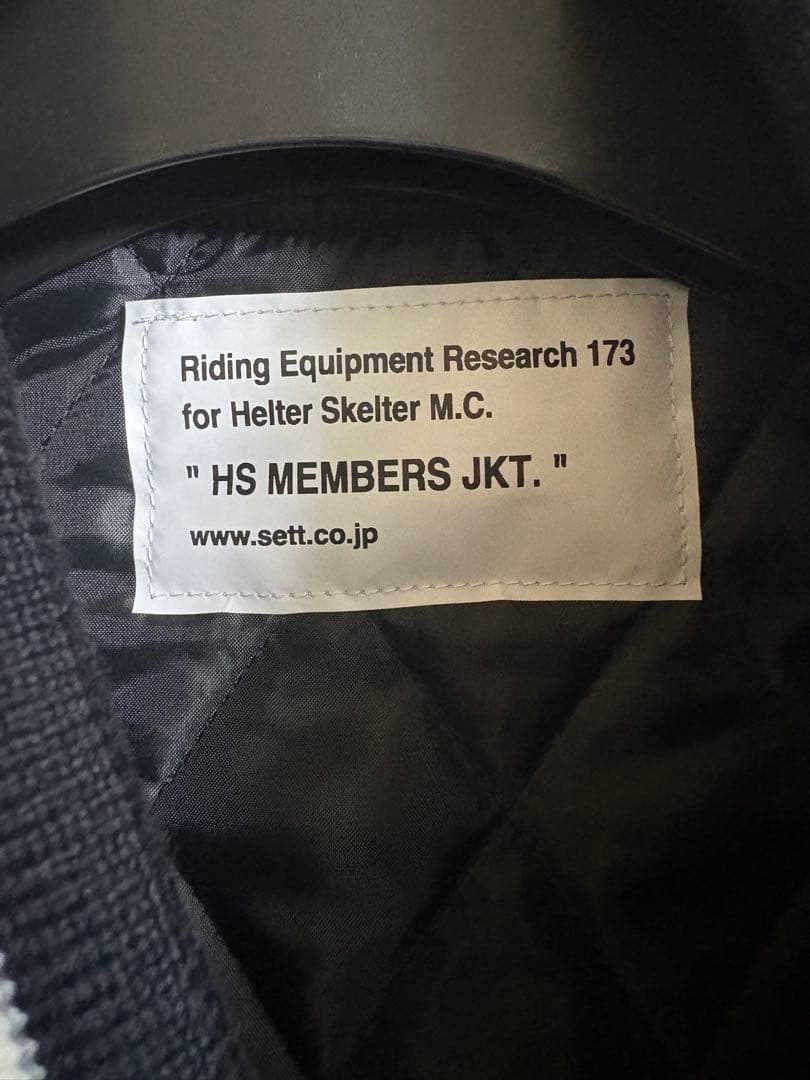 Riding Equipment Research 173
for Helter Skelter M.C.
" HS MEMBERS JKT. "
www.sett.co.jp